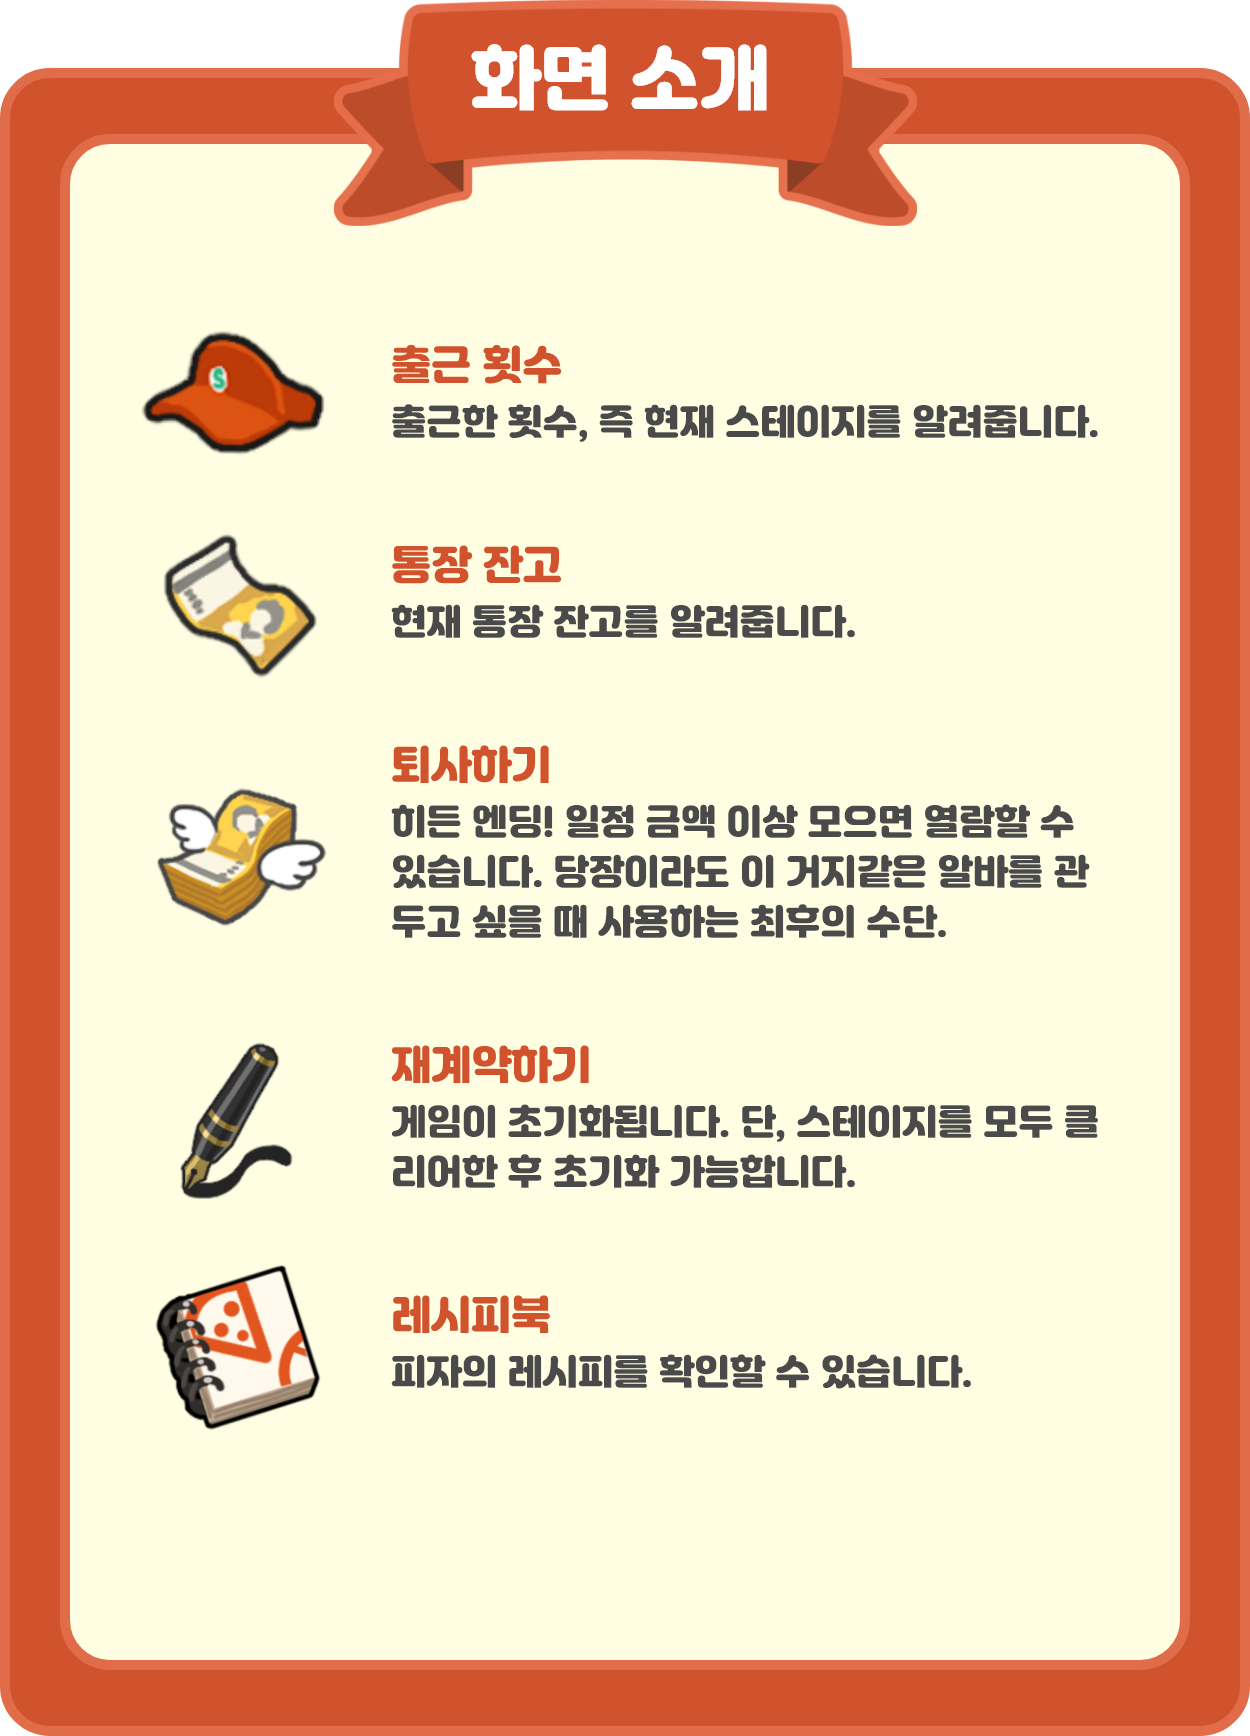 화면 소개
S
출근 횟수
출근한 횟수, 즉 현재 스테이지를 알려줍니다.
통장 잔고
현재 통장 잔고를 알려줍니다.
퇴사하기
히든 엔딩! 일정 금액 이상 모으면 열람할 수
있습니다. 당장이라도 이 거지같은 알바를 관
두고 싶을 때 사용하는 최후의 수단.
재계약하기
게임이 초기화됩니다. 단, 스테이지를 모두 클
리어한 후 초기화 가능합니다.
레시피북
피자의 레시피를 확인할 수 있습니다.